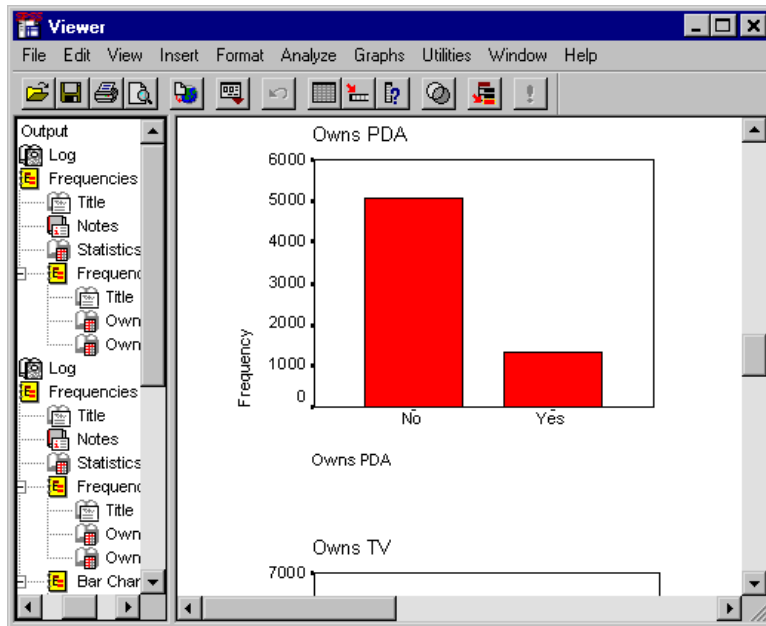 Viewer
File Edit View Insert Format Analyze Graphs Utilities Window Help
Output
Log
Frequencies
Title
Notes
Statistics
Frequenc
Title
Own
Own
Log
Frequencies
Title
Notes
Statistics
Frequenc
Title
Own
Own
Bar Char
Owns PDA
6000
5000
4000
3000
2000
1000
0
Frequency
No
Yes
Owns PDA
Owns TV
7000